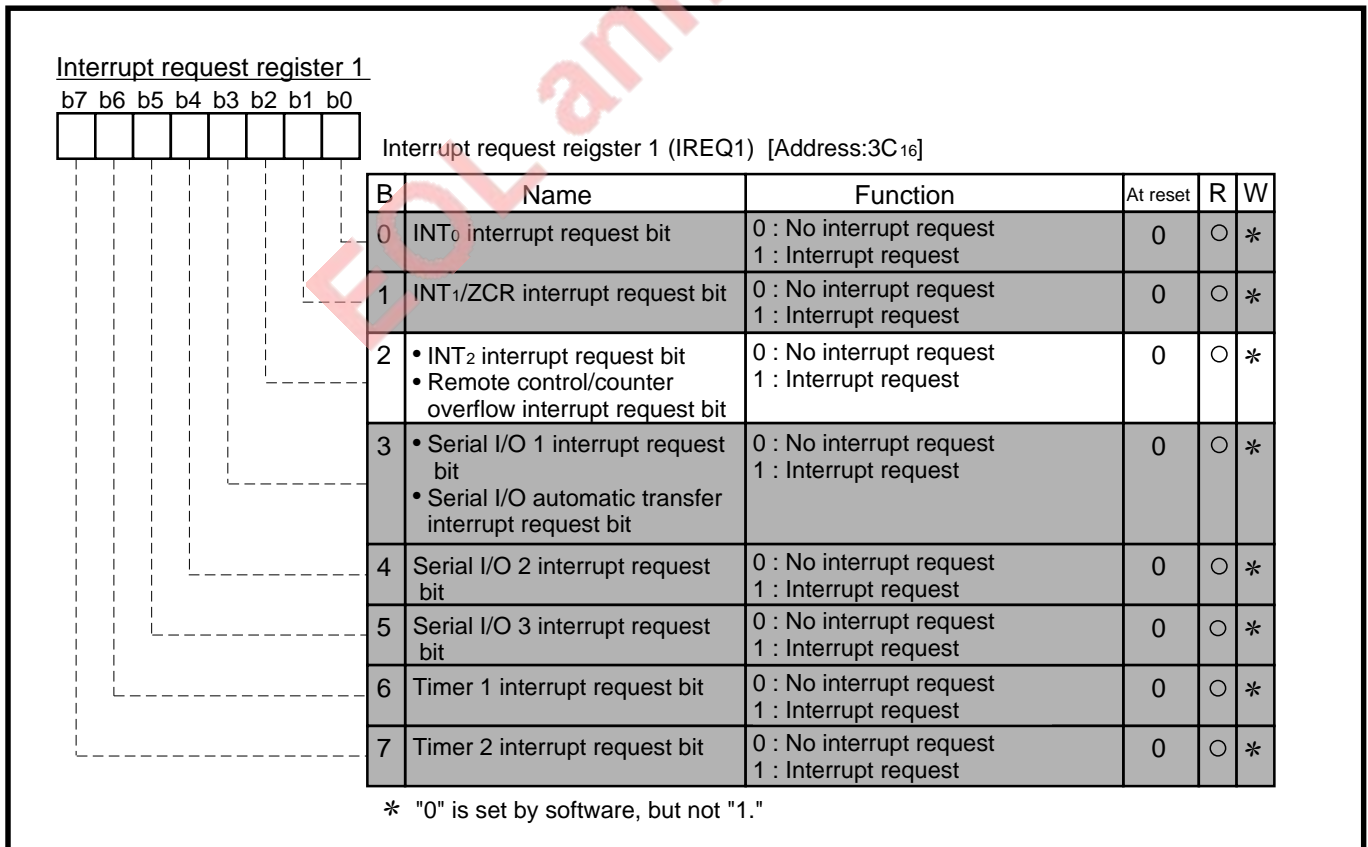 Interrupt request register 1
b7 b6 b5 b4 b3 b2 b1 b0
Interrupt request reigster 1 (IREQ1) [Address:3C16]
B Name Function At reset R W
0 INT0 interrupt request bit 0 : No interrupt request 0 ○ *
1 : Interrupt request
1 INT1/ZCR interrupt request bit 0 : No interrupt request 0 ○ *
1 : Interrupt request
2 • INT2 interrupt request bit 0 : No interrupt request 0 ○ *
• Remote control/counter 1 : Interrupt request
overflow interrupt request bit
3 • Serial I/O 1 interrupt request 0 : No interrupt request 0 ○ *
bit 1 : Interrupt request
• Serial I/O automatic transfer
interrupt request bit
4 Serial I/O 2 interrupt request 0 : No interrupt request 0 ○ *
bit 1 : Interrupt request
5 Serial I/O 3 interrupt request 0 : No interrupt request 0 ○ *
bit 1 : Interrupt request
6 Timer 1 interrupt request bit 0 : No interrupt request 0 ○ *
1 : Interrupt request
7 Timer 2 interrupt request bit 0 : No interrupt request 0 ○ *
1 : Interrupt request
* "0" is set by software, but not "1."
EOL